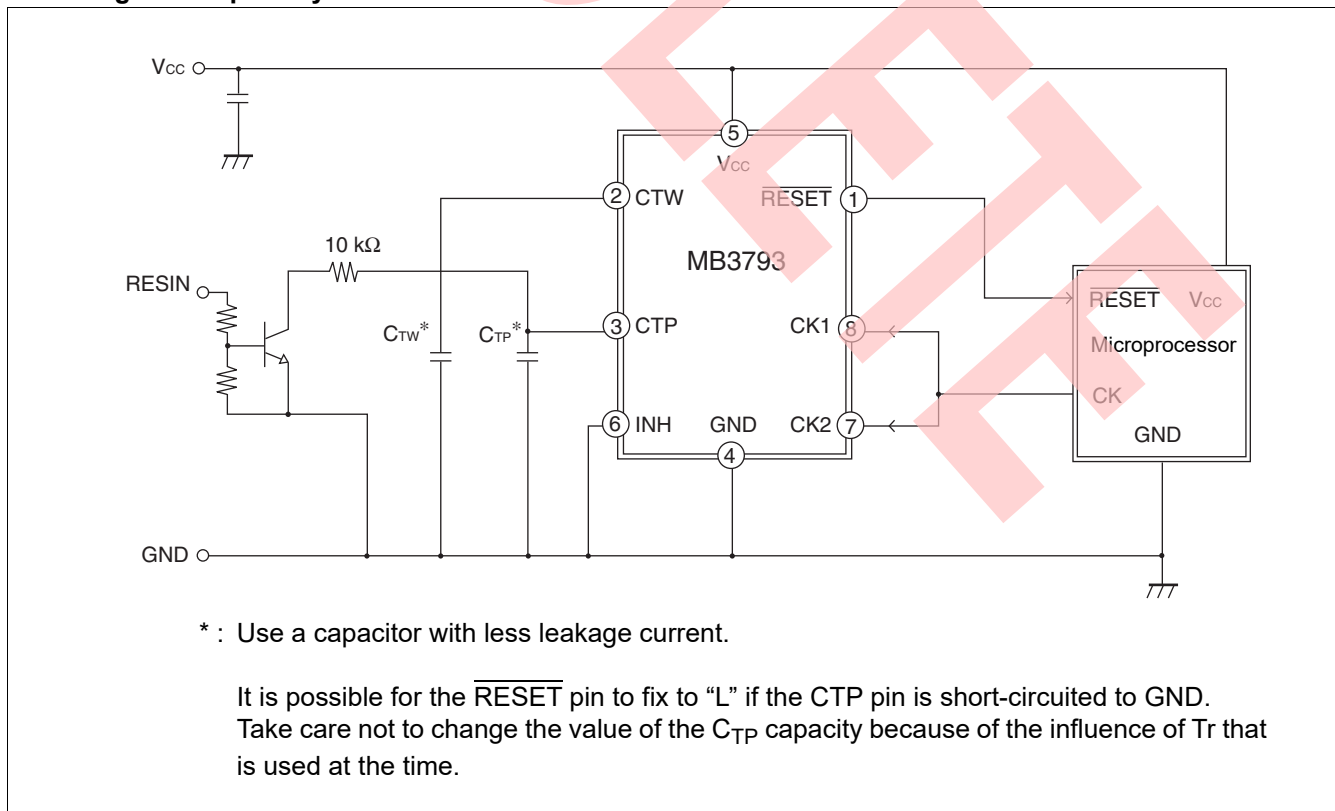 Vcc
5
Vcc
2 CTW
RESET 1
10 kΩ
MB3793
RESIN
RESET Vcc
CTW*
CTP*
3 CTP
CK1 8
Microprocessor
CK
6 INH
GND
CK2 7
GND
4
GND
* : Use a capacitor with less leakage current.
It is possible for the RESET pin to fix to “L” if the CTP pin is short-circuited to GND.
Take care not to change the value of the CTP capacity because of the influence of Tr that
is used at the time.